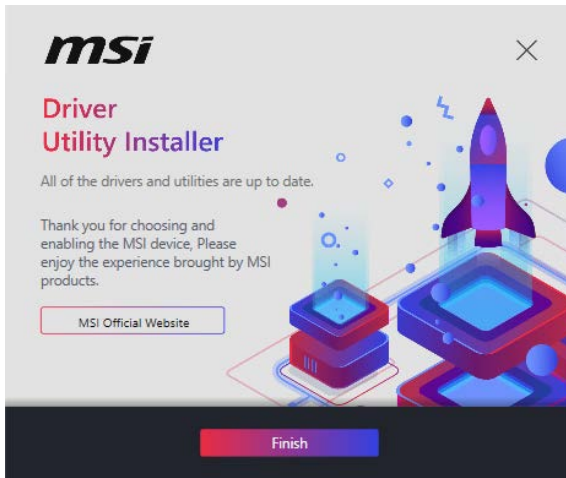 msi
Driver
Utility Installer
All of the drivers and utilities are up to date.
Thank you for choosing and
enabling the MSI device, Please
enjoy the experience brought by MSI
products.
MSI Official Website
Finish